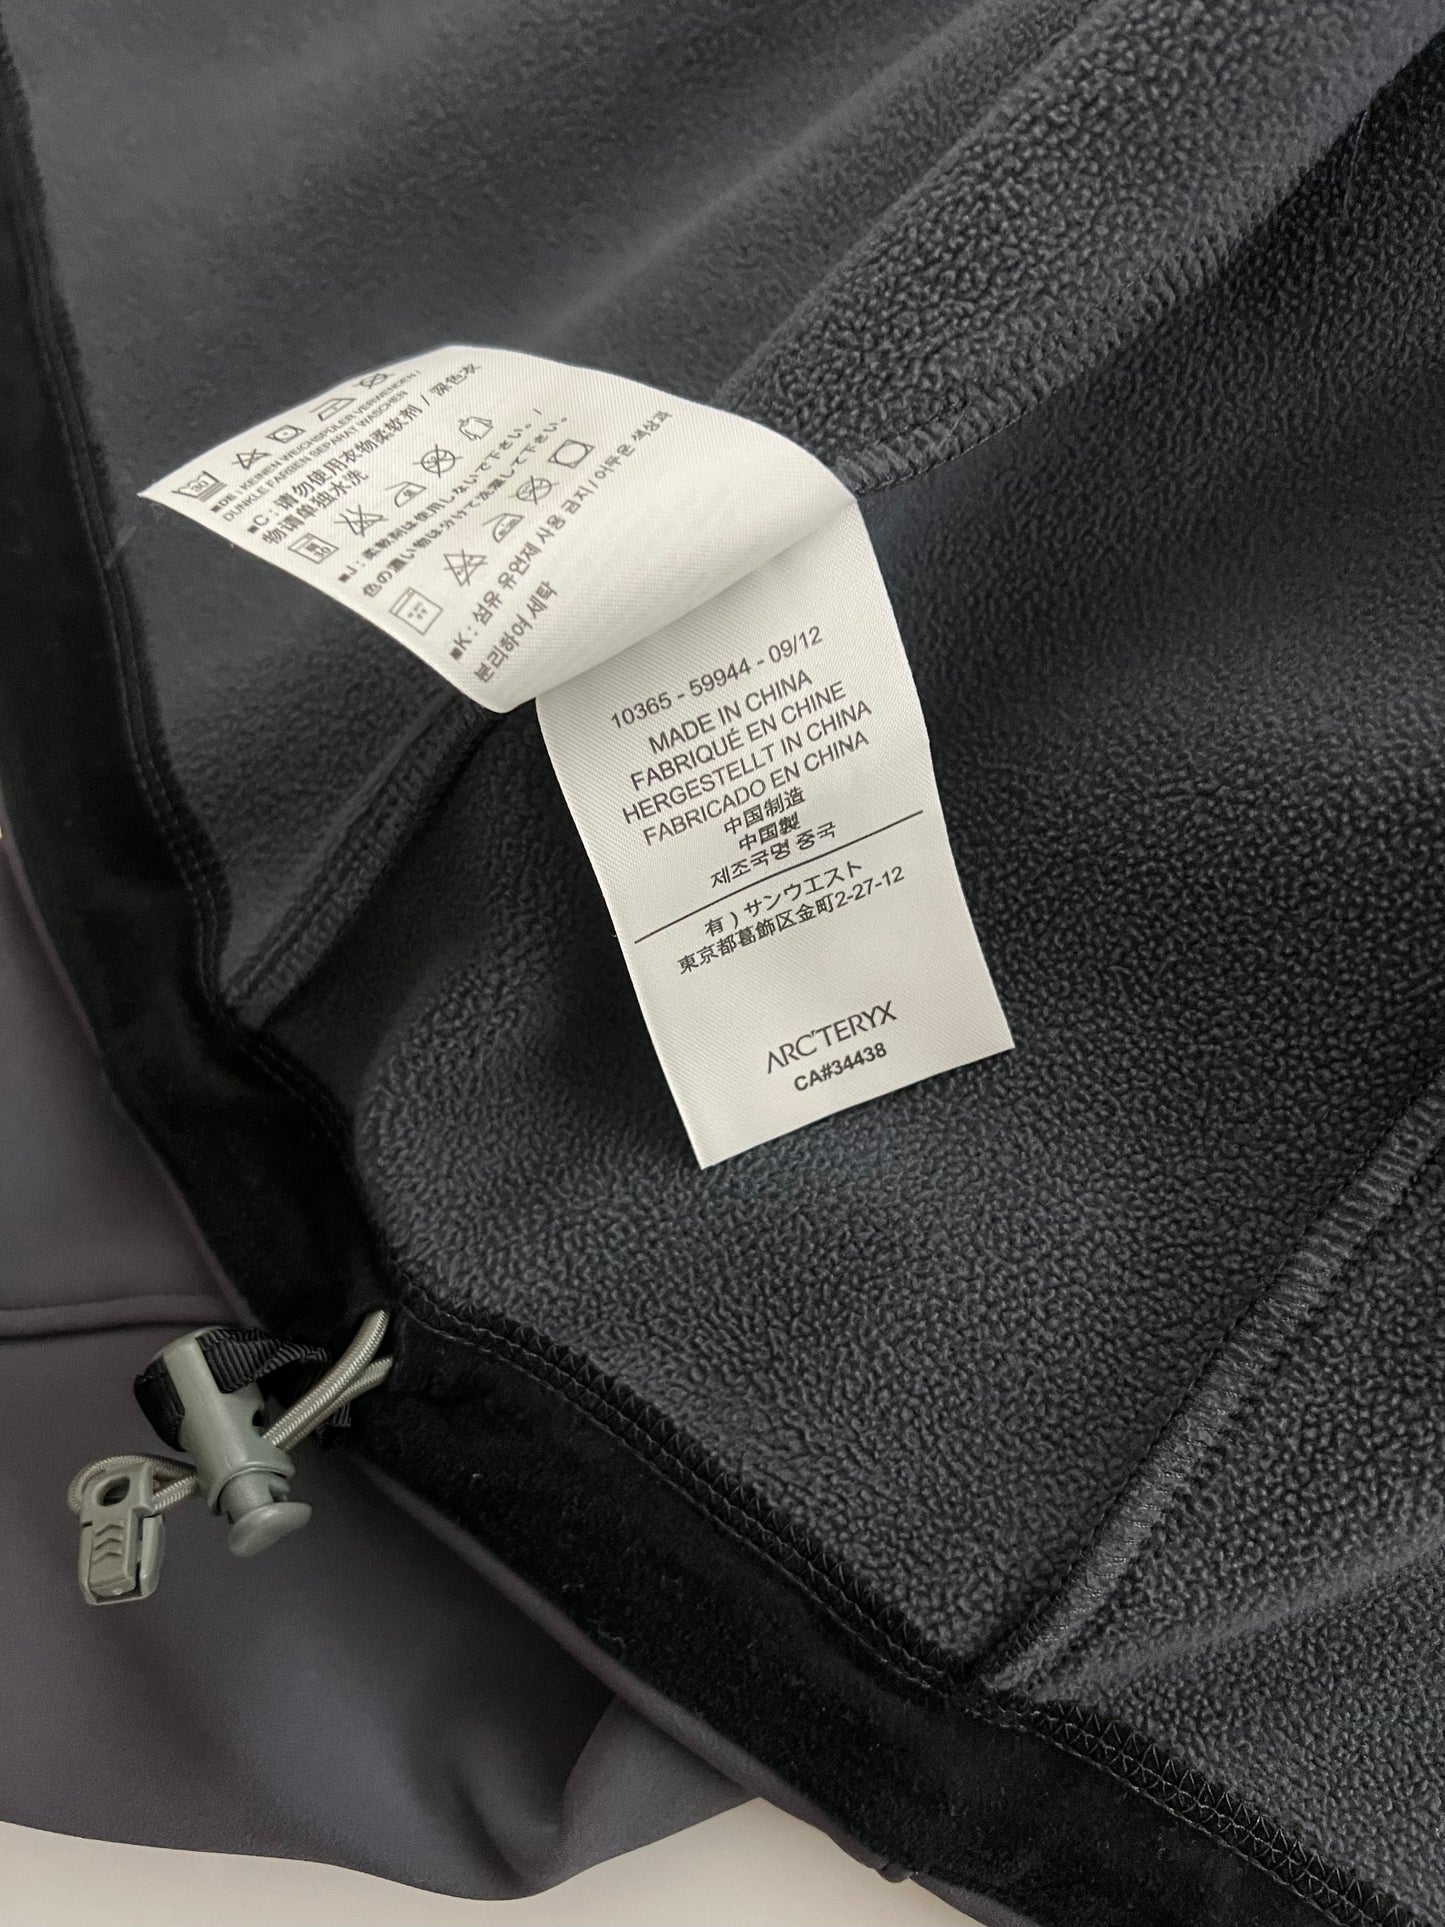 ■DE: KEINEN WEICHSPÜLER VERWENDEN /
DUNKLE FARBEN SEPARAT WASCHEN
■C: 请勿使用衣物柔軟剂 / 深色衣
物请单独水洗
■J: 柔軟剤は使用しないで下さい。/
色の濃い物は分けて洗濯して下さい。
■K: 섬유 유연제 사용 금지 / 어두운 색상과
분리하여 세탁
10365 - 59944 - 09/12
MADE IN CHINA
FABRIQUÉ EN CHINE
HERGESTELLT IN CHINA
FABRICADO EN CHINA
中国制造
中国製
제조국명 중국
有）サンウエスト
東京都葛飾区金町2-27-12
ARC'TERYX
CA#34438